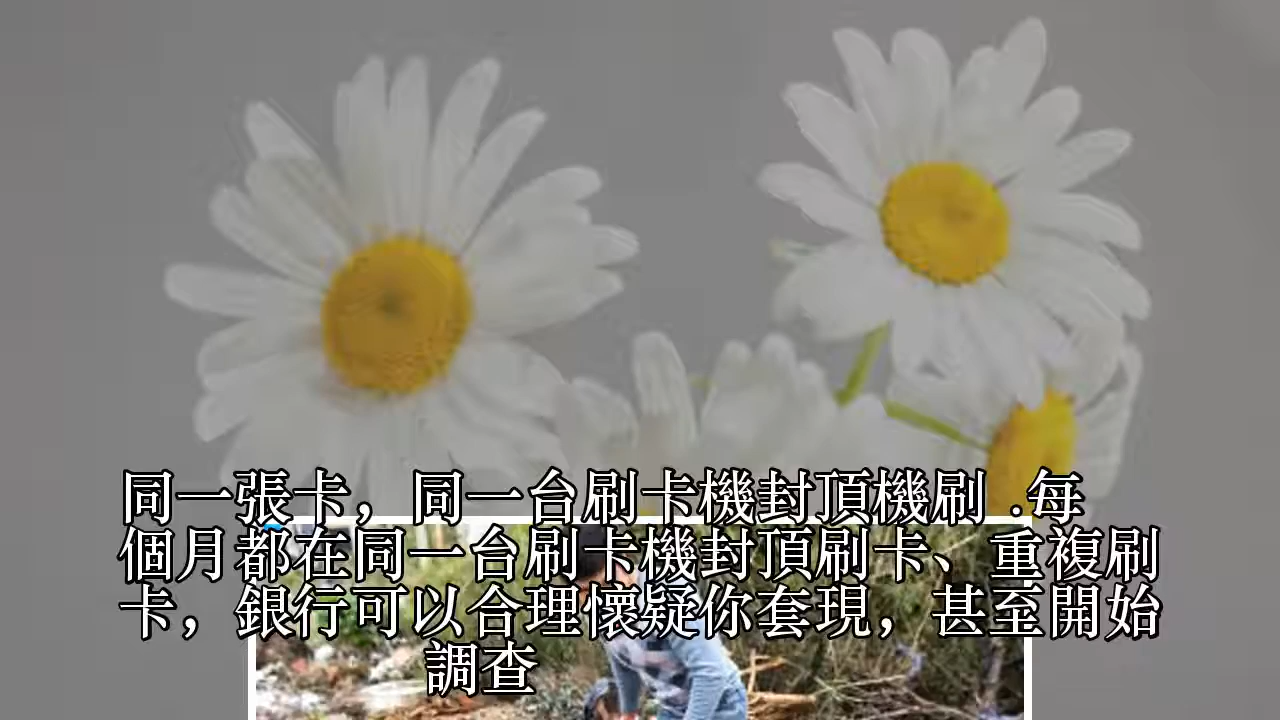 同一張卡，同一台刷卡機封頂機刷 .每
個月都在同一台刷卡機封頂刷卡、重複刷
卡，銀行可以合理懷疑你套現，甚至開始
調查